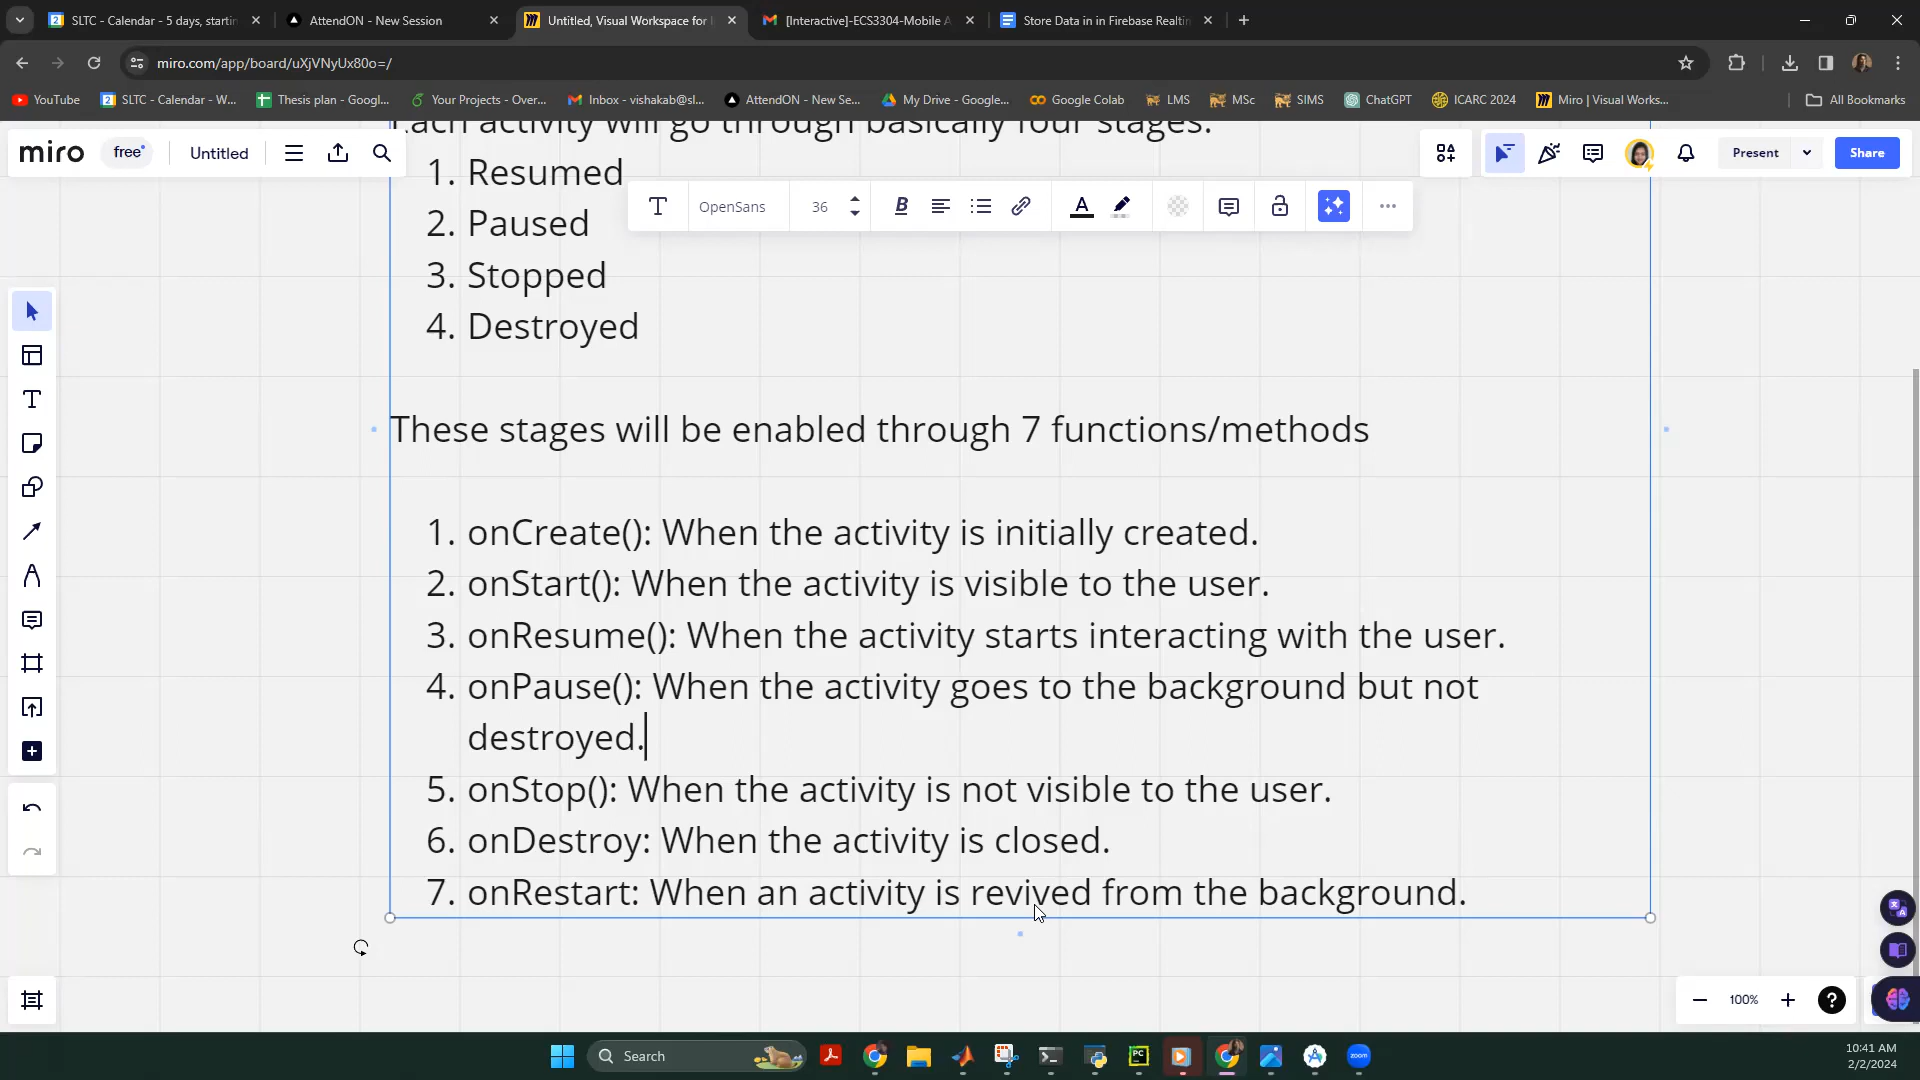 SLTC - Calendar - 5 days, startin
AttendON - New Session
Untitled, Visual Workspace for I
[Interactive]-ECS3304-Mobile A
Store Data in in Firebase Realtin
miro.com/app/board/uXjVNyUx80o=/
YouTube
SLTC - Calendar - W...
Thesis plan - Googl...
Your Projects - Over...
Inbox - vishakab@sl...
AttendON - New Se...
My Drive - Google...
Google Colab
LMS
MSc
SIMS
ChatGPT
ICARC 2024
Miro | Visual Works...
All Bookmarks
Each activity will go through basically four stages.
miro
free
Untitled
Present
Share
1. Resumed
OpenSans
36
B
A
2. Paused
3. Stopped
4. Destroyed
These stages will be enabled through 7 functions/methods
1. onCreate(): When the activity is initially created.
2. onStart(): When the activity is visible to the user.
3. onResume(): When the activity starts interacting with the user.
4. onPause(): When the activity goes to the background but not
destroyed.
5. onStop(): When the activity is not visible to the user.
6. onDestroy: When the activity is closed.
7. onRestart: When an activity is revived from the background.
100%
Search
PC
zoom
10:41 AM
2/2/2024